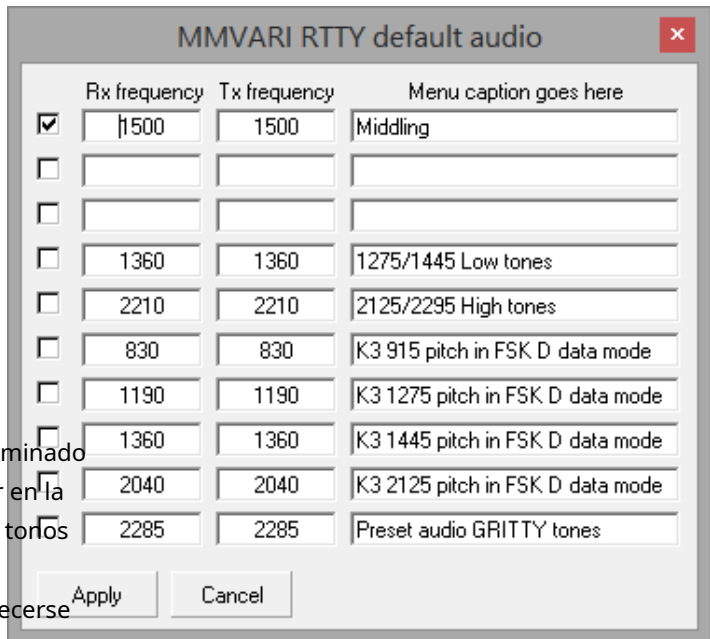 MMVARI RTTY default audio
Rx frequency Tx frequency Menu caption goes here
1500 1500 Middling
1360 1360 1275/1445 Low tones
2210 2210 2125/2295 High tones
830 830 K3 915 pitch in FSK D data mode
1190 1190 K3 1275 pitch in FSK D data mode
minado
1360 1360 K3 1445 pitch in FSK D data mode
r en la
2040 2040 K3 2125 pitch in FSK D data mode
tonos
2285 2285 Preset audio GRITTY tones
Apply Cancel
ecerse